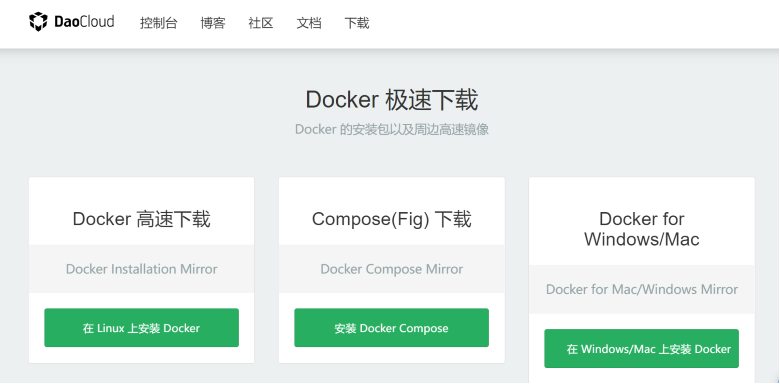 DaoCloud 控制台 博客 社区 文档 下载
Docker 极速下载
Docker 的安装包以及周边高速镜像
Docker 高速下载
Docker Installation Mirror
在 Linux 上安装 Docker
Compose(Fig) 下载
Docker Compose Mirror
安装 Docker Compose
Docker for
Windows/Mac
Docker for Mac/Windows Mirror
在 Windows/Mac 上安装 Docker